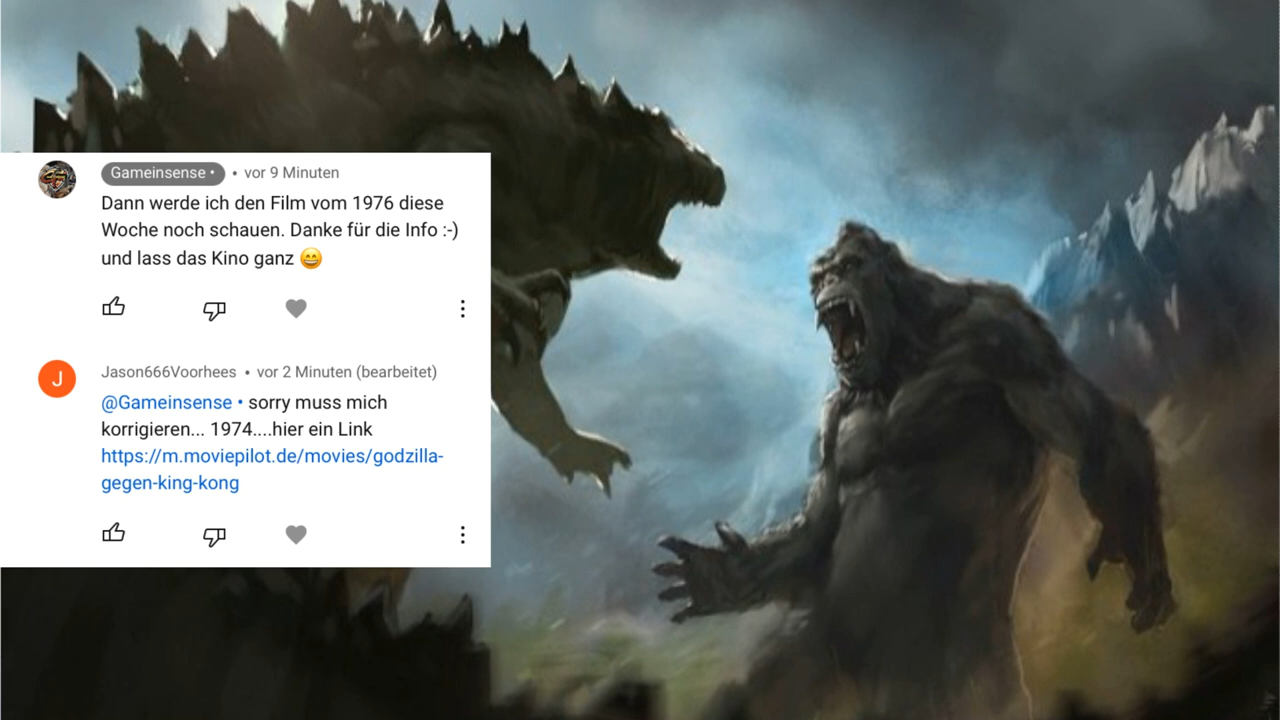 Gameinsense • • vor 9 Minuten
Dann werde ich den Film vom 1976 diese
Woche noch schauen. Danke für die Info :-)
und lass das Kino ganz 😄
J
Jason666Voorhees • vor 2 Minuten (bearbeitet)
@Gameinsense • sorry muss mich
korrigieren... 1974....hier ein Link
https://m.moviepilot.de/movies/godzilla-
gegen-king-kong